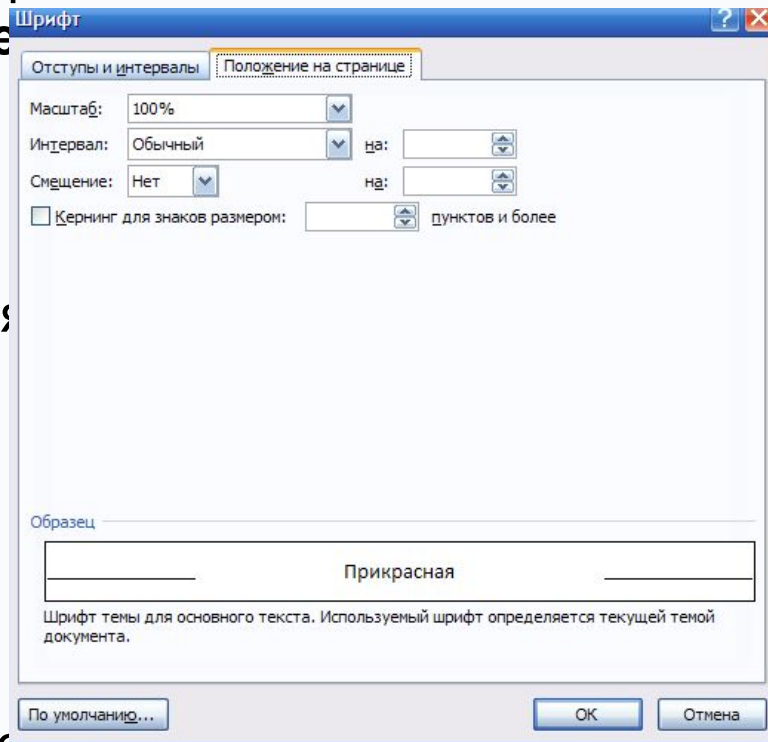 Шрифт
Отступы и интервалы Положение на странице
Масштаб: 100%
Интервал: Обычный на:
Смещение: Нет на:
Кернинг для знаков размером: пунктов и более
Образец
Прикрасная
Шрифт темы для основного текста. Используемый шрифт определяется текущей темой
документа.
По умолчанию... ОК Отмена